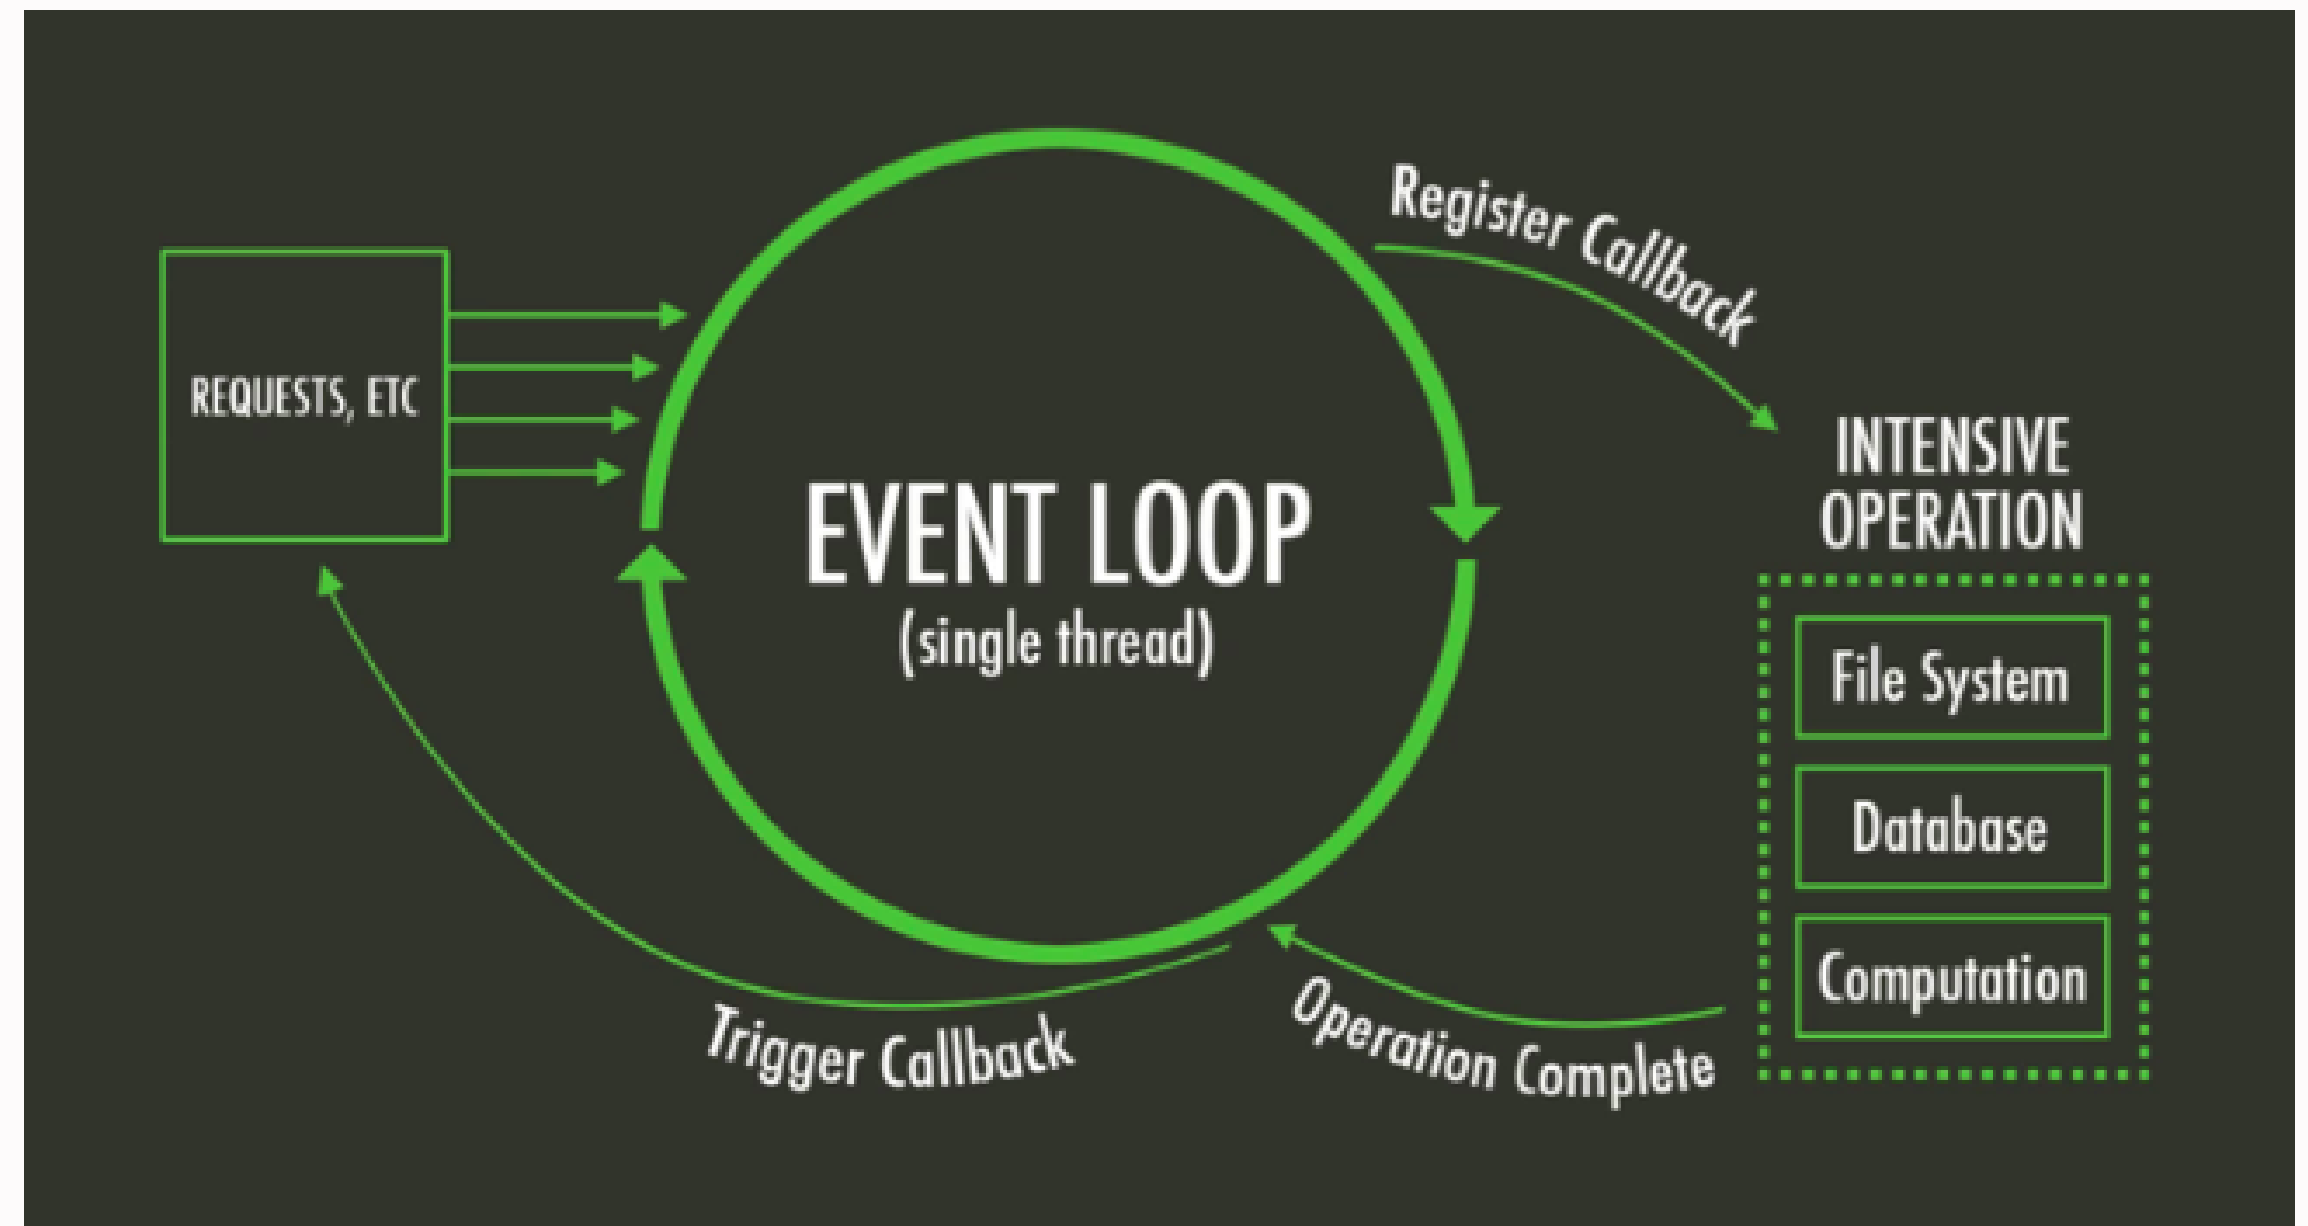 REQUESTS, ETC
EVENT LOOP
(single thread)
Register Callback
INTENSIVE
OPERATION
File System
Database
Computation
Operation Complete
Trigger Callback